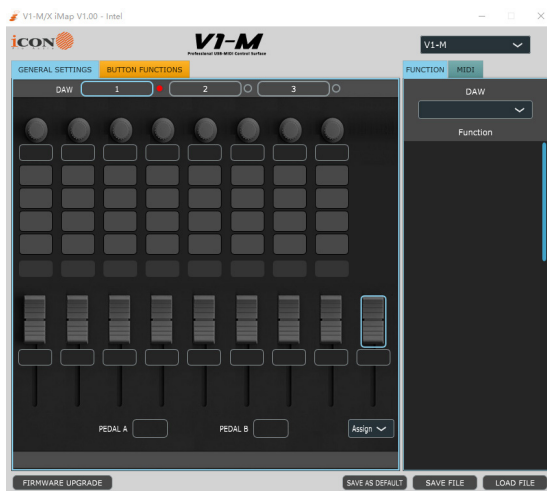 V1-M/X iMap V1.00 - Intel
iCON
V1-M
Professional USB MIDI Control Surface
V1-M
GENERAL SETTINGS
BUTTON FUNCTIONS
FUNCTION
MIDI
DAW
1
2
3
DAW
Function
PEDAL A
PEDAL B
Assign
FIRMWARE UPGRADE
SAVE AS DEFAULT
SAVE FILE
LOAD FILE